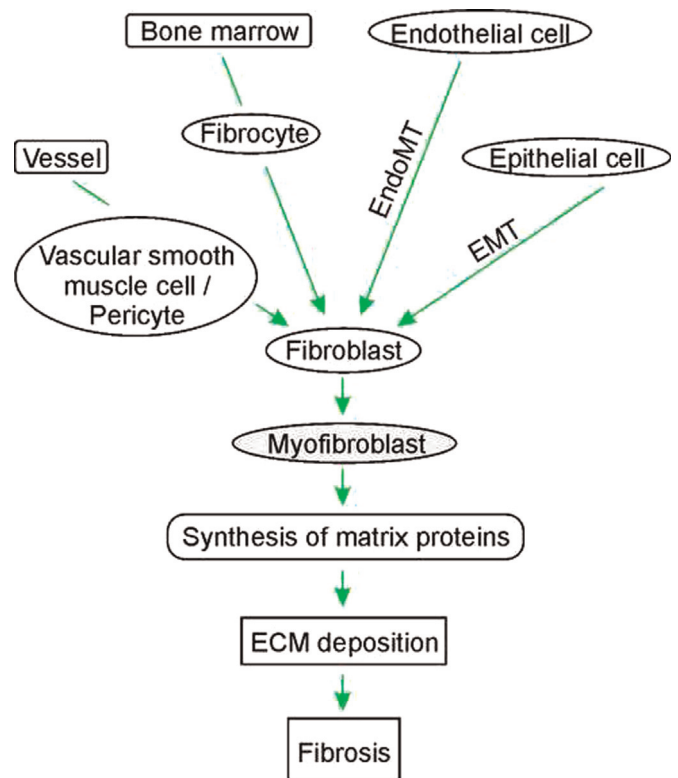 Bone marrow
Endothelial cell
Fibrocyte
Vessel
Epithelial cell
EndoMT
EMT
Vascular smooth
muscle cell /
Pericyte
Fibroblast
Myofibroblast
Synthesis of matrix proteins
ECM deposition
Fibrosis